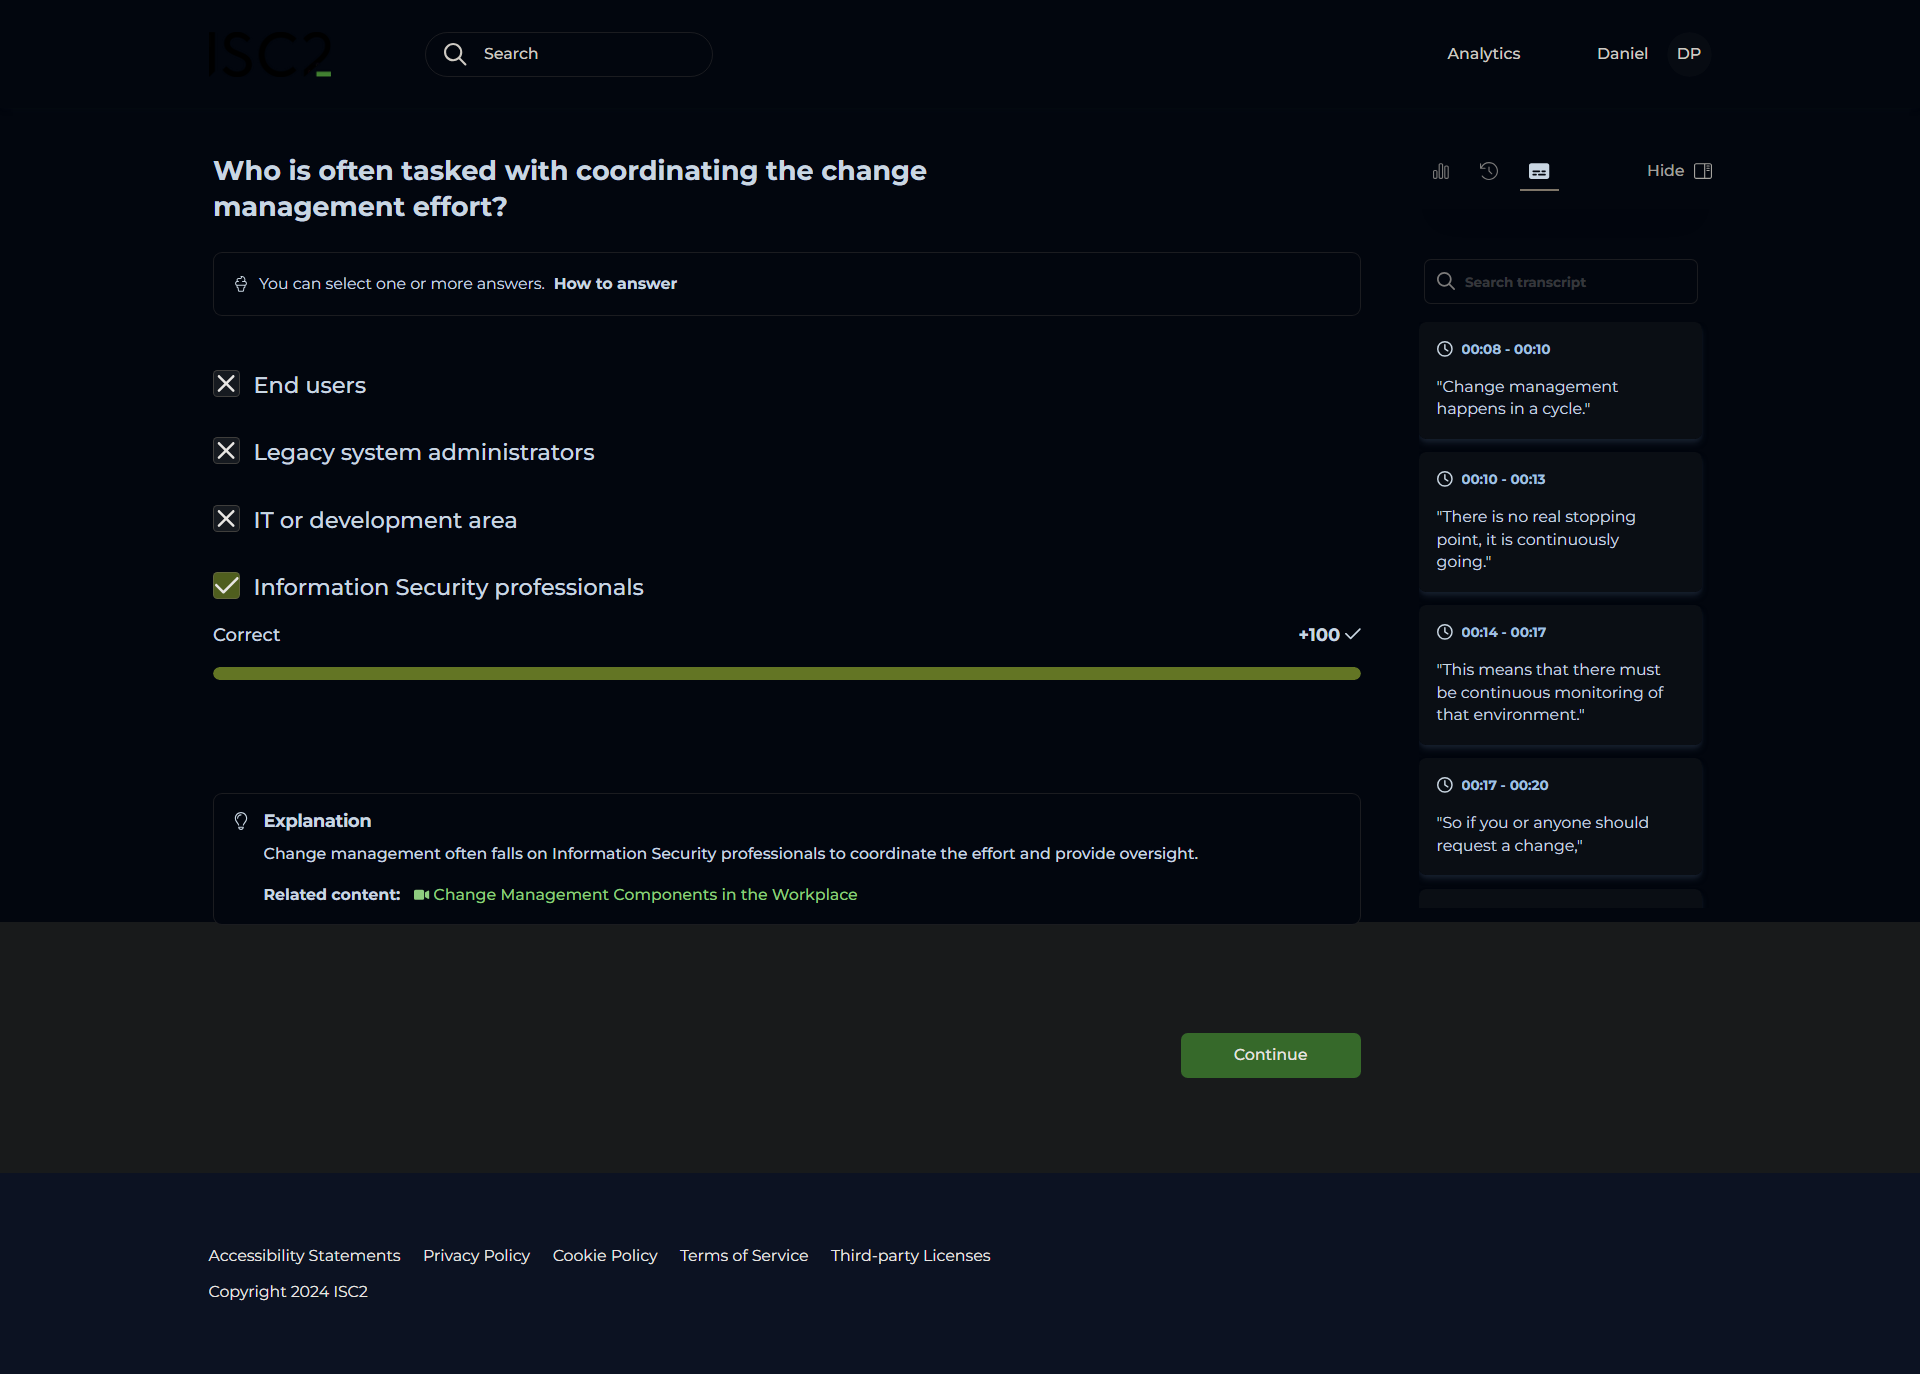 ISC2
Search
Analytics
Daniel
DP
Who is often tasked with coordinating the change
management effort?
You can select one or more answers. How to answer
End users
Legacy system administrators
IT or development area
Information Security professionals
Correct
+100
Explanation
Change management often falls on Information Security professionals to coordinate the effort and provide oversight.
Related content: Change Management Components in the Workplace
Hide
Search transcript
00:08 - 00:10
"Change management
happens in a cycle."
00:10 - 00:13
"There is no real stopping
point, it is continuously
going."
00:14 - 00:17
"This means that there must
be continuous monitoring of
that environment."
00:17 - 00:20
"So if you or anyone should
request a change,"
Continue
Accessibility Statements Privacy Policy Cookie Policy Terms of Service Third-party Licenses
Copyright 2024 ISC2